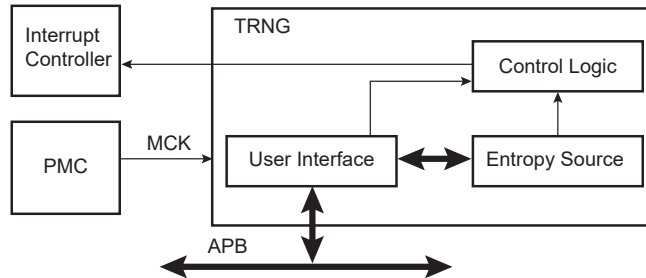 Interrupt
Controller
TRNG
Control Logic
PMC
MCK
User Interface
Entropy Source
APB